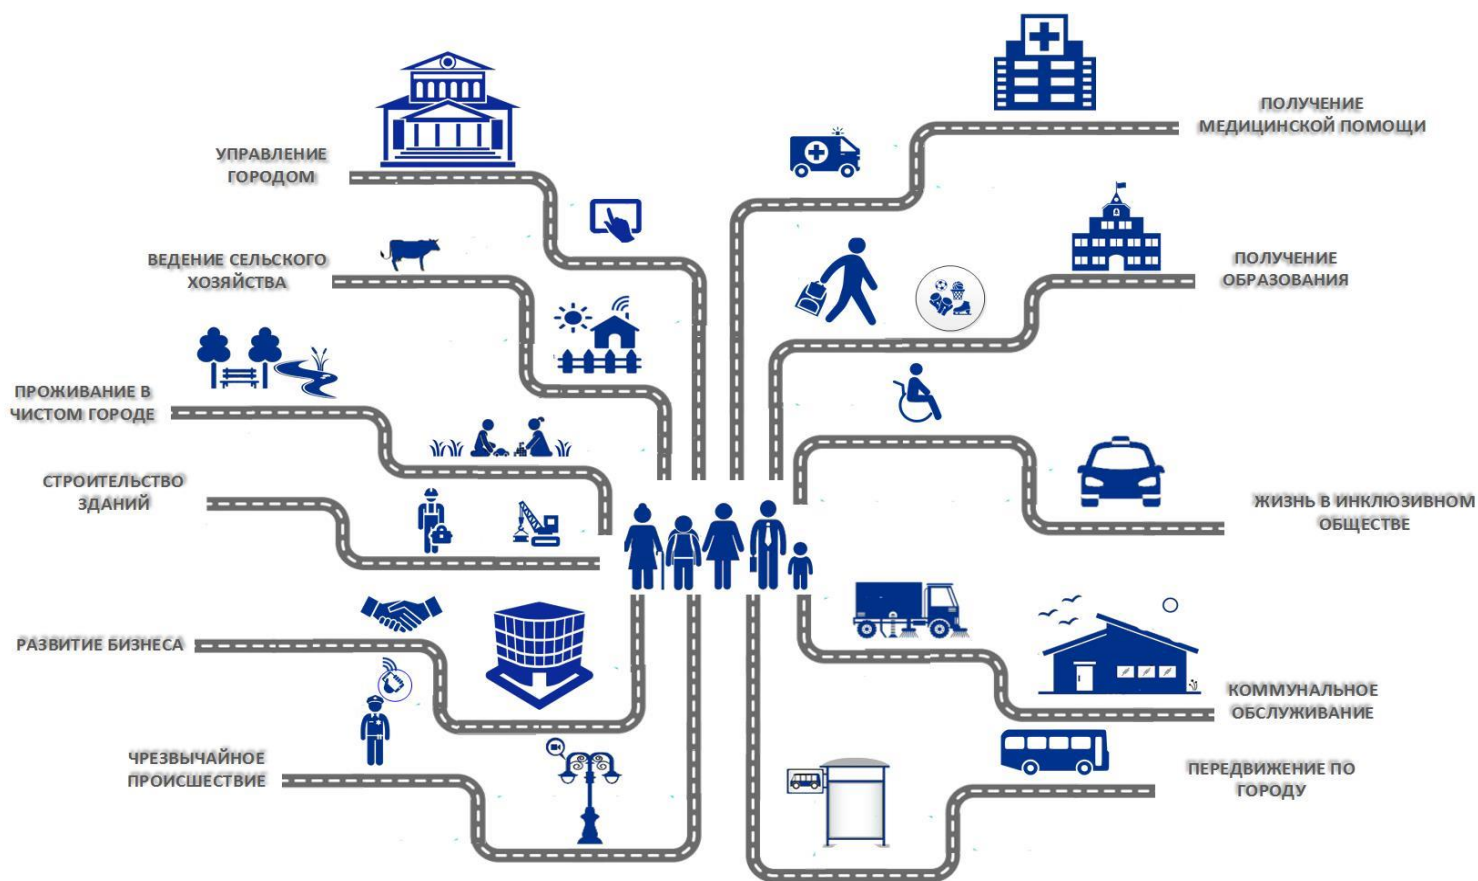 УПРАВЛЕНИЕ
ГОРОДОМ
ВЕДЕНИЕ СЕЛЬСКОГО
ХОЗЯЙСТВА
ПРОЖИВАНИЕ В
ЧИСТОМ ГОРОДЕ
СТРОИТЕЛЬСТВО
ЗДАНИЙ
РАЗВИТИЕ БИЗНЕСА
ЧРЕЗВЫЧАЙНОЕ
ПРОИСШЕСТВИЕ
ПОЛУЧЕНИЕ
МЕДИЦИНСКОЙ ПОМОЩИ
ПОЛУЧЕНИЕ
ОБРАЗОВАНИЯ
ЖИЗНЬ В ИНКЛЮЗИВНОМ
ОБЩЕСТВЕ
КОММУНАЛЬНОЕ
ОБСЛУЖИВАНИЕ
ПЕРЕДВИЖЕНИЕ ПО
ГОРОДУ